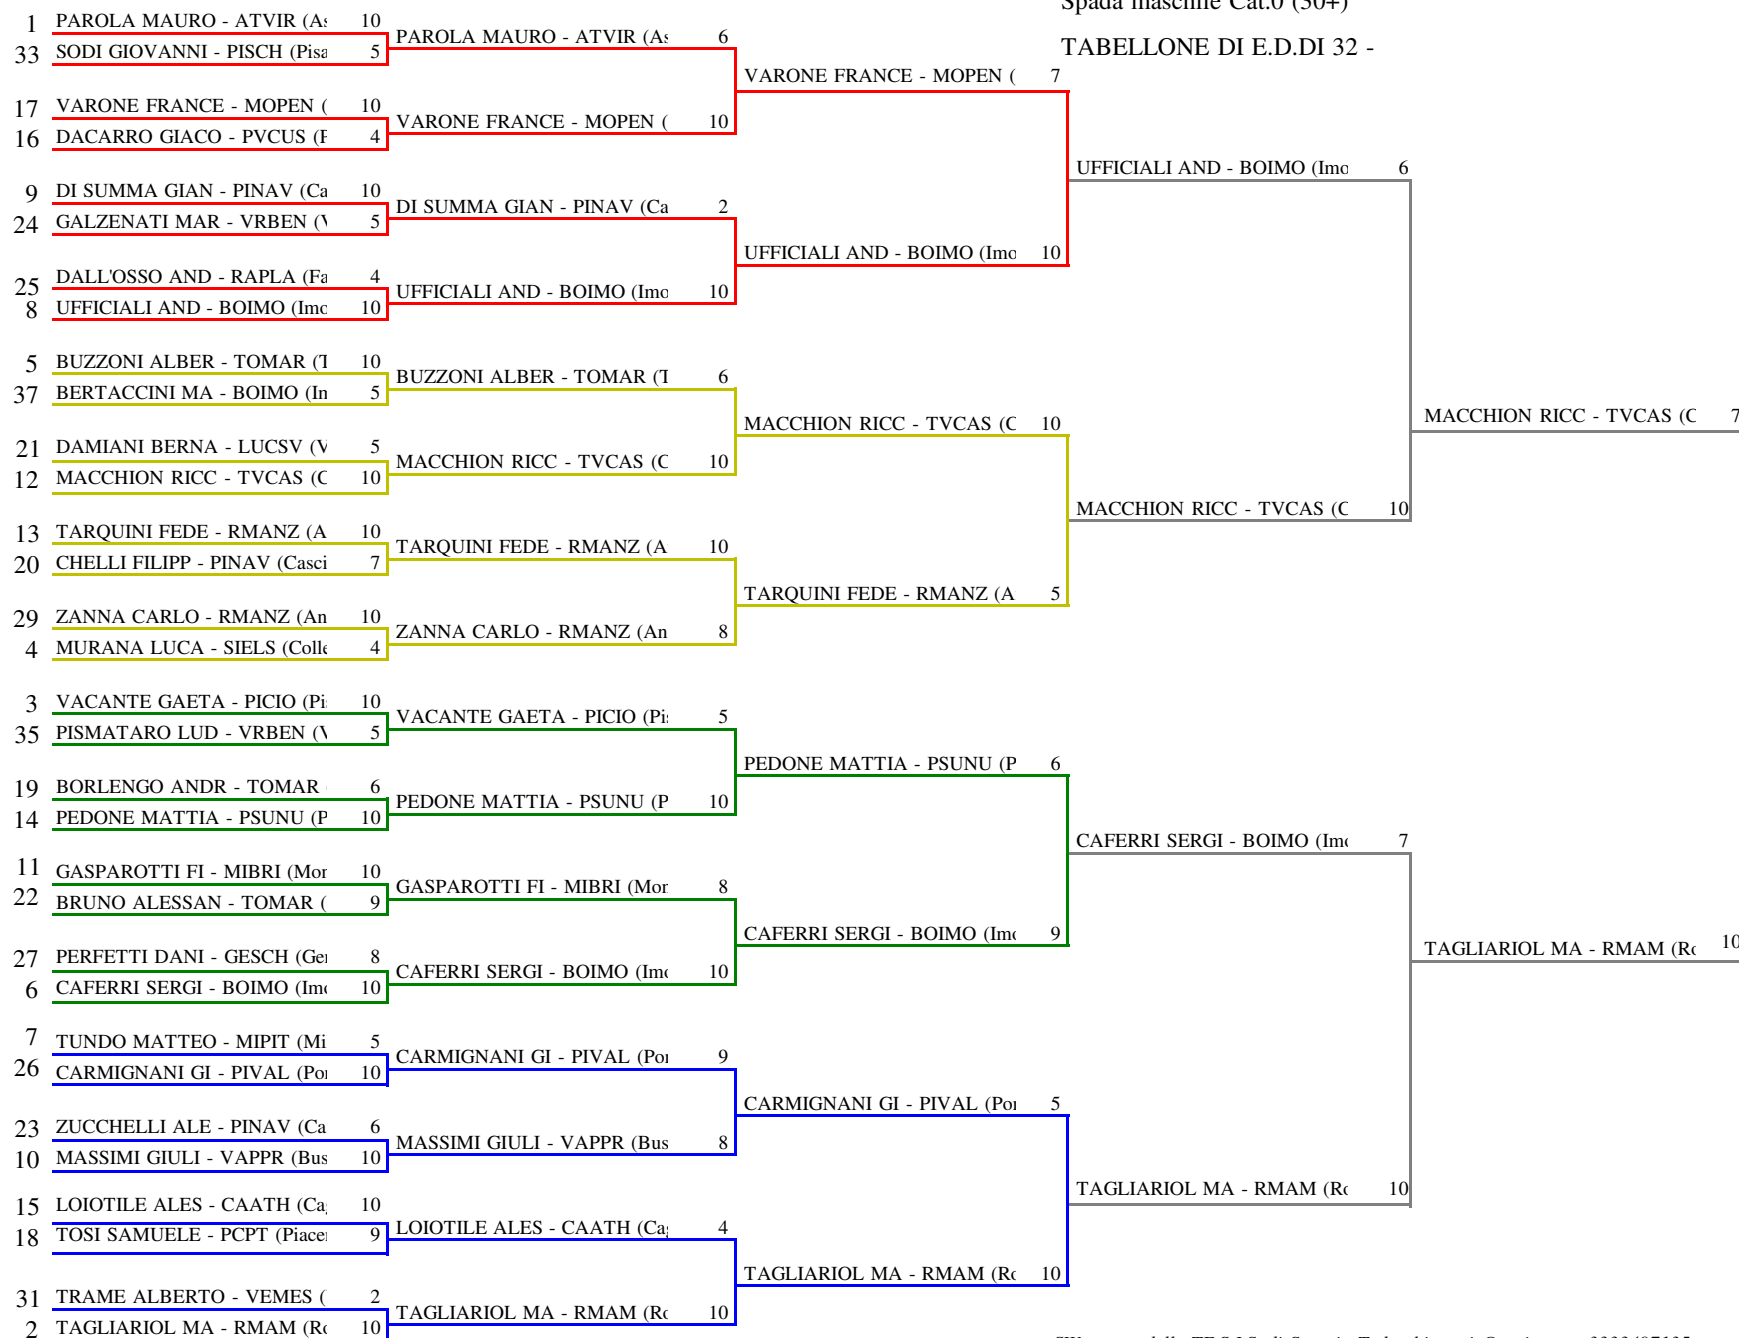 Spada maschile Cat.0 (30+)
TABELLONE DI E.D.DI 32 -
1 PAROLA MAURO - ATVIR (As 10
33 SODI GIOVANNI - PISCH (Pisa 5
17 VARONE FRANCE - MOPEN ( 10
16 DACARRO GIACO - PVCUS (P 4
9 DI SUMMA GIAN - PINAV (Ca 10
24 GALZENATI MAR - VRBEN (V 5
25 DALL'OSSO AND - RAPLA (Fa 4
8 UFFICIALI AND - BOIMO (Imo 10
5 BUZZONI ALBER - TOMAR (T 10
37 BERTACCINI MA - BOIMO (Im 5
21 DAMIANI BERNA - LUCSV (V 5
12 MACCHION RICC - TVCAS (C 10
13 TARQUINI FEDE - RMANZ (A 10
20 CHELLI FILIPP - PINAV (Casci 7
29 ZANNA CARLO - RMANZ (An 10
4 MURANA LUCA - SIELS (Colle 4
3 VACANTE GAETA - PICIO (Pis 10
35 PISMATARO LUD - VRBEN (V 5
19 BORLENGO ANDR - TOMAR 6
14 PEDONE MATTIA - PSUNU (P 10
11 GASPAROTTI FI - MIBRI (Mon 10
22 BRUNO ALESSAN - TOMAR ( 9
27 PERFETTI DANI - GESCH (Gen 8
6 CAFERRI SERGI - BOIMO (Imo 10
7 TUNDO MATTEO - MIPIT (Mi 5
26 CARMIGNANI GI - PIVAL (Pon 10
23 ZUCCHELLI ALE - PINAV (Ca 6
10 MASSIMI GIULI - VAPPR (Bus 10
15 LOIOTILE ALES - CAATH (Cag 10
18 TOSI SAMUELE - PCPT (Piacen 9
31 TRAME ALBERTO - VEMES ( 2
2 TAGLIARIOL MA - RMAM (Ro 10
PAROLA MAURO - ATVIR (As 6
VARONE FRANCE - MOPEN ( 10
DI SUMMA GIAN - PINAV (Ca 2
UFFICIALI AND - BOIMO (Imo 10
BUZZONI ALBER - TOMAR (T 6
MACCHION RICC - TVCAS (C 10
TARQUINI FEDE - RMANZ (A 10
ZANNA CARLO - RMANZ (An 8
VACANTE GAETA - PICIO (Pis 5
PEDONE MATTIA - PSUNU (P 10
GASPAROTTI FI - MIBRI (Mon 8
CAFERRI SERGI - BOIMO (Imo 10
CARMIGNANI GI - PIVAL (Pon 9
MASSIMI GIULI - VAPPR (Bus 8
LOIOTILE ALES - CAATH (Cag 4
TAGLIARIOL MA - RMAM (Ro 10
VARONE FRANCE - MOPEN ( 7
UFFICIALI AND - BOIMO (Imo 10
MACCHION RICC - TVCAS (C 10
TARQUINI FEDE - RMANZ (A 5
PEDONE MATTIA - PSUNU (P 6
CAFERRI SERGI - BOIMO (Imo 9
CARMIGNANI GI - PIVAL (Pon 5
TAGLIARIOL MA - RMAM (Ro 10
UFFICIALI AND - BOIMO (Imo 6
MACCHION RICC - TVCAS (C 10
CAFERRI SERGI - BOIMO (Imo 7
TAGLIARIOL MA - RMAM (Ro 10
MACCHION RICC - TVCAS (C 7
TAGLIARIOL MA - RMAM (Ro 10